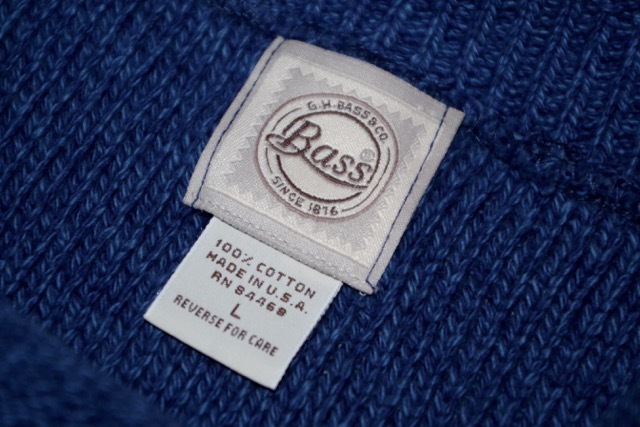 G.H. BASS & CO.
Bass®
SINCE 1876
100% COTTON
MADE IN U.S.A.
RN 84468
L
REVERSE FOR CARE